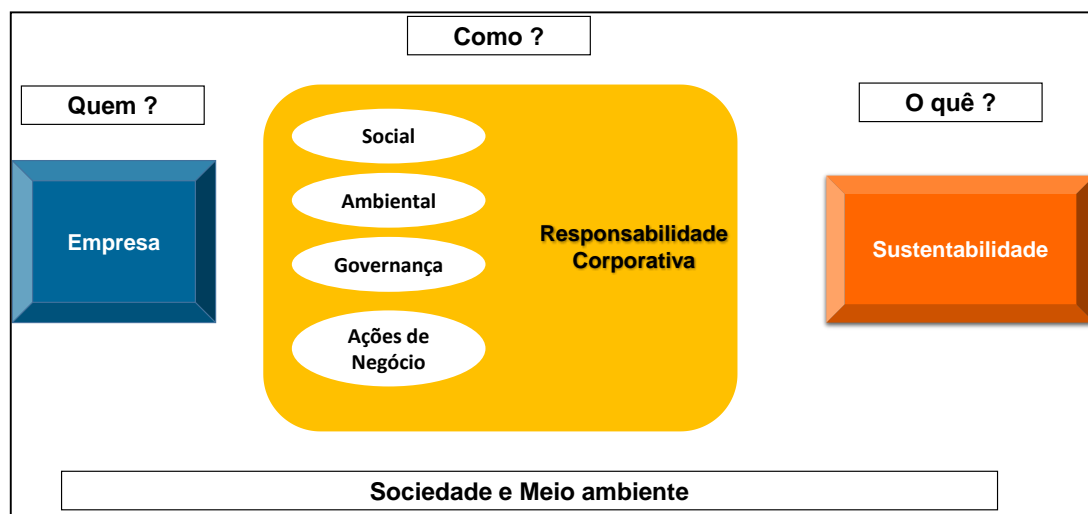 Como ?
Quem ?
O quê ?
Social
Ambiental
Governança
Ações de
Negócio
Empresa
Responsabilidade
Corporativa
Sustentabilidade
Sociedade e Meio ambiente